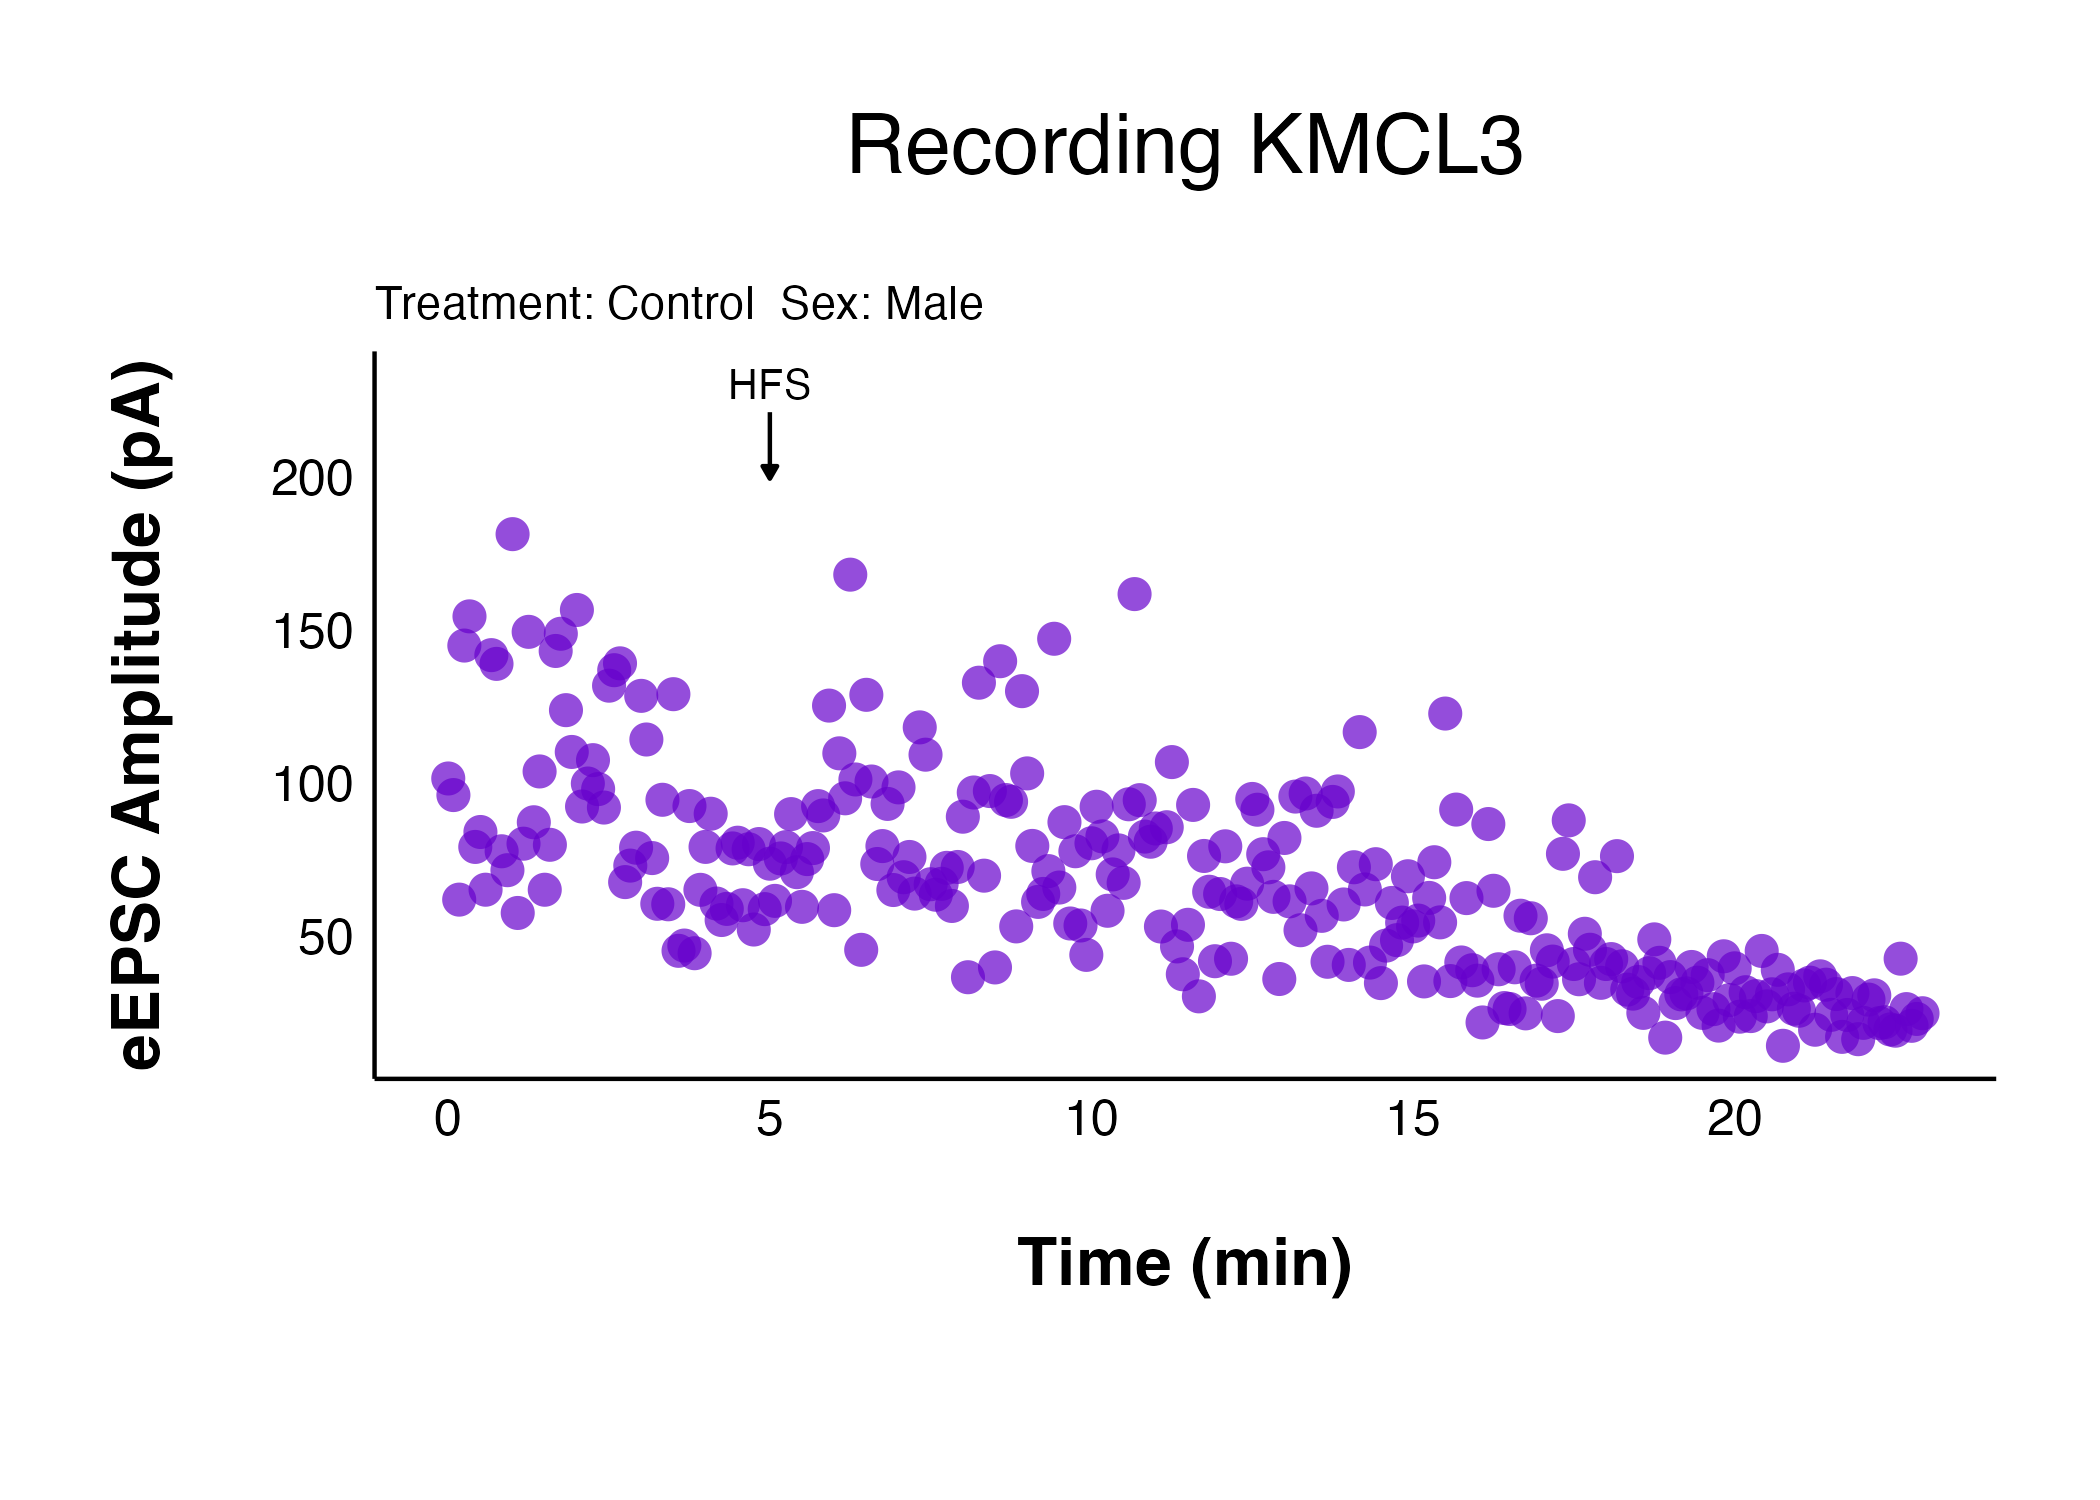 Recording KMCL3
Treatment: Control  Sex: Male
HFS
eEPSC Amplitude (pA)
200
150
100
50
0 5 10 15 20
Time (min)